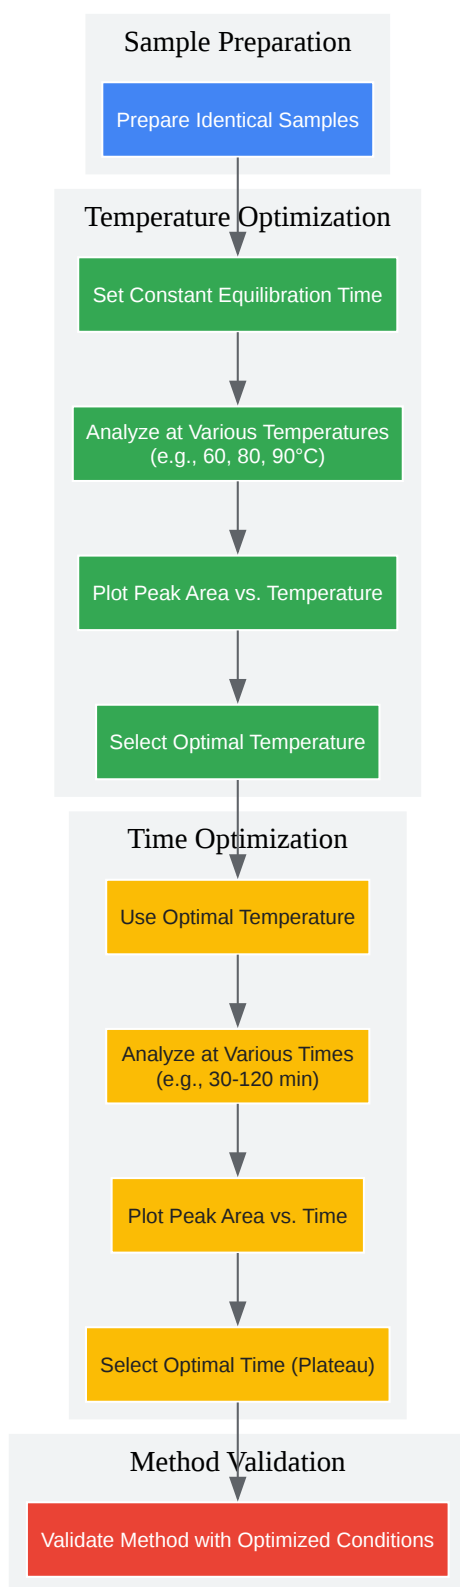 Sample Preparation
Prepare Identical Samples
Temperature Optimization
Set Constant Equilibration Time
Analyze at Various Temperatures
(e.g., 60, 80, 90°C)
Plot Peak Area vs. Temperature
Select Optimal Temperature
Time Optimization
Use Optimal Temperature
Analyze at Various Times
(e.g., 30-120 min)
Plot Peak Area vs. Time
Select Optimal Time (Plateau)
Method Validation
Validate Method with Optimized Conditions